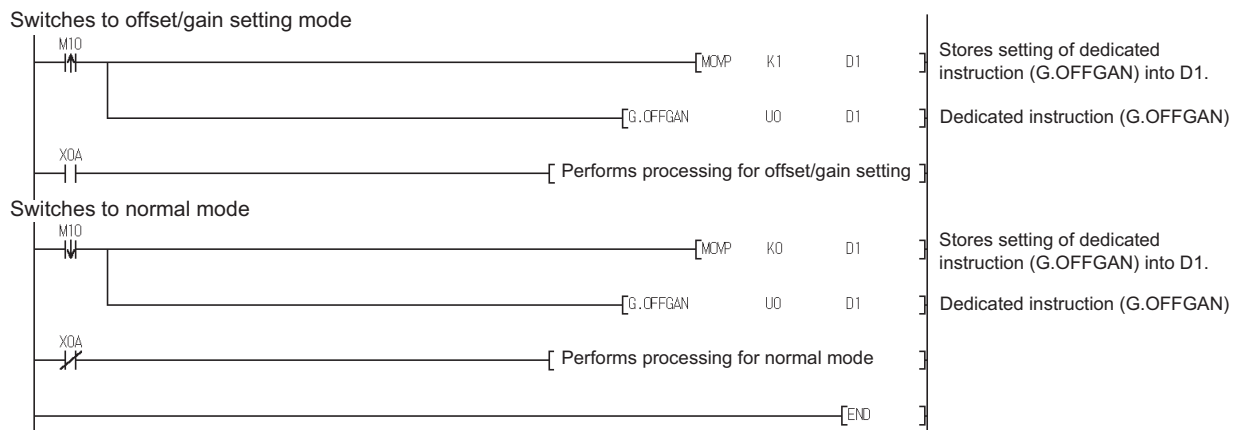 Switches to offset/gain setting mode
M10
MOVP K1 D1
Stores setting of dedicated
instruction (G.OFFGAN) into D1.
G.OFFGAN U0 D1
Dedicated instruction (G.OFFGAN)
X0A
Performs processing for offset/gain setting
Switches to normal mode
M10
MOVP K0 D1
Stores setting of dedicated
instruction (G.OFFGAN) into D1.
G.OFFGAN U0 D1
Dedicated instruction (G.OFFGAN)
X0A
Performs processing for normal mode
END